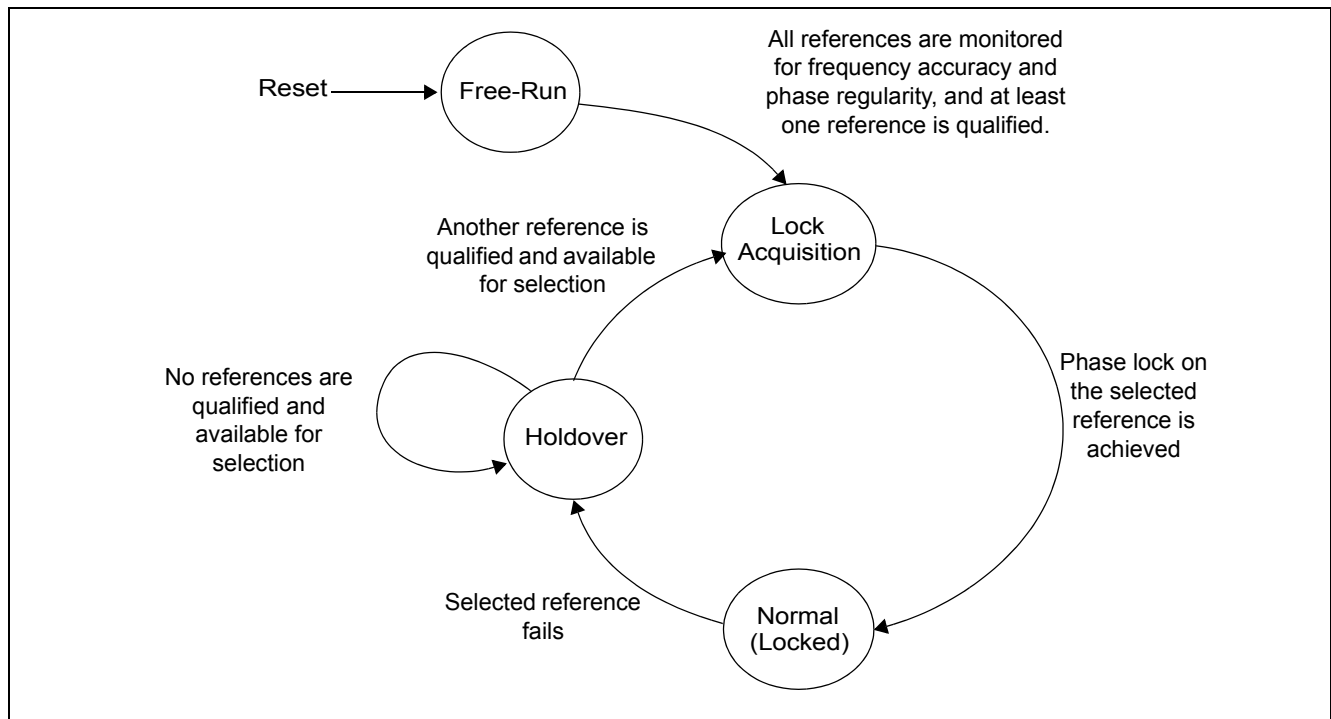 Reset
Free-Run
All references are monitored
for frequency accuracy and
phase regularity, and at least
one reference is qualified.
Lock
Acquisition
Another reference is
qualified and available
for selection
No references are
qualified and
available for
selection
Holdover
Phase lock on
the selected
reference is
achieved
Selected reference
fails
Normal
(Locked)